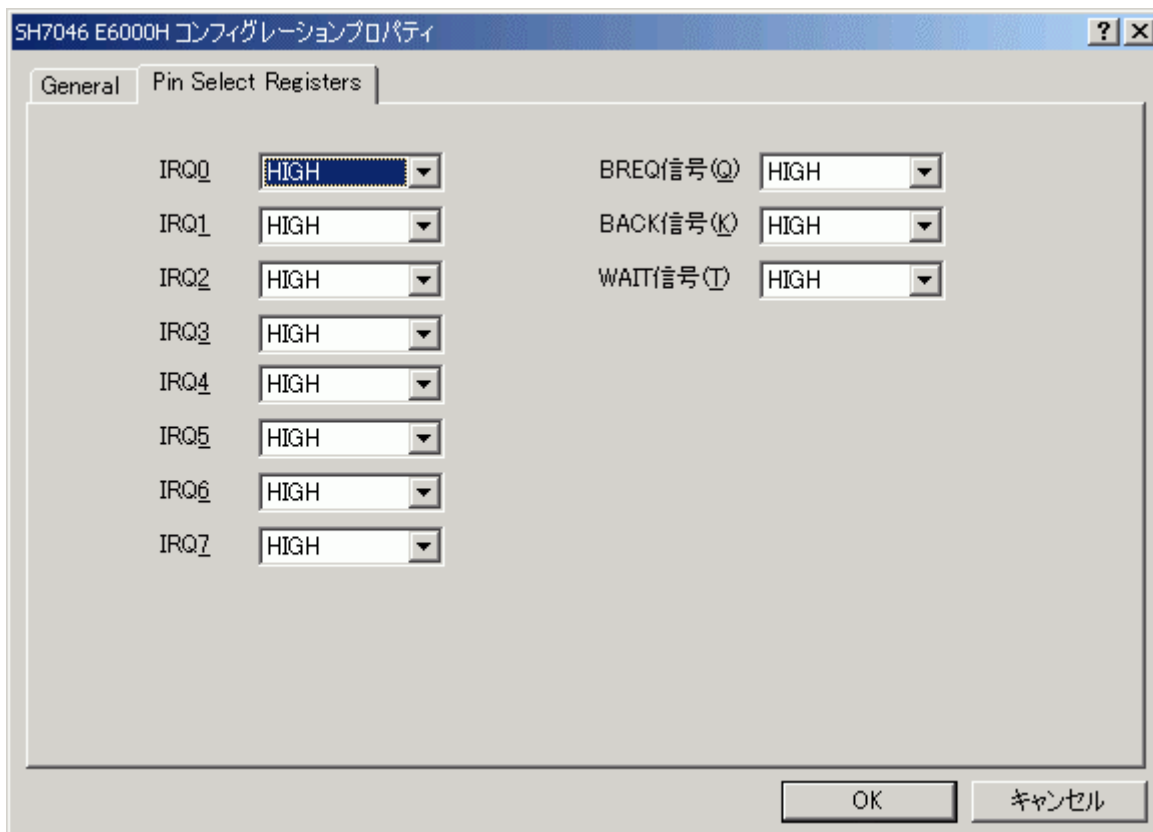 SH7046 E6000H コンフィグレーションプロパティ
General
Pin Select Registers
IRQ0 HIGH
IRQ1 HIGH
IRQ2 HIGH
IRQ3 HIGH
IRQ4 HIGH
IRQ5 HIGH
IRQ6 HIGH
IRQ7 HIGH
BREQ信号(Q) HIGH
BACK信号(K) HIGH
WAIT信号(T) HIGH
OK
キャンセル